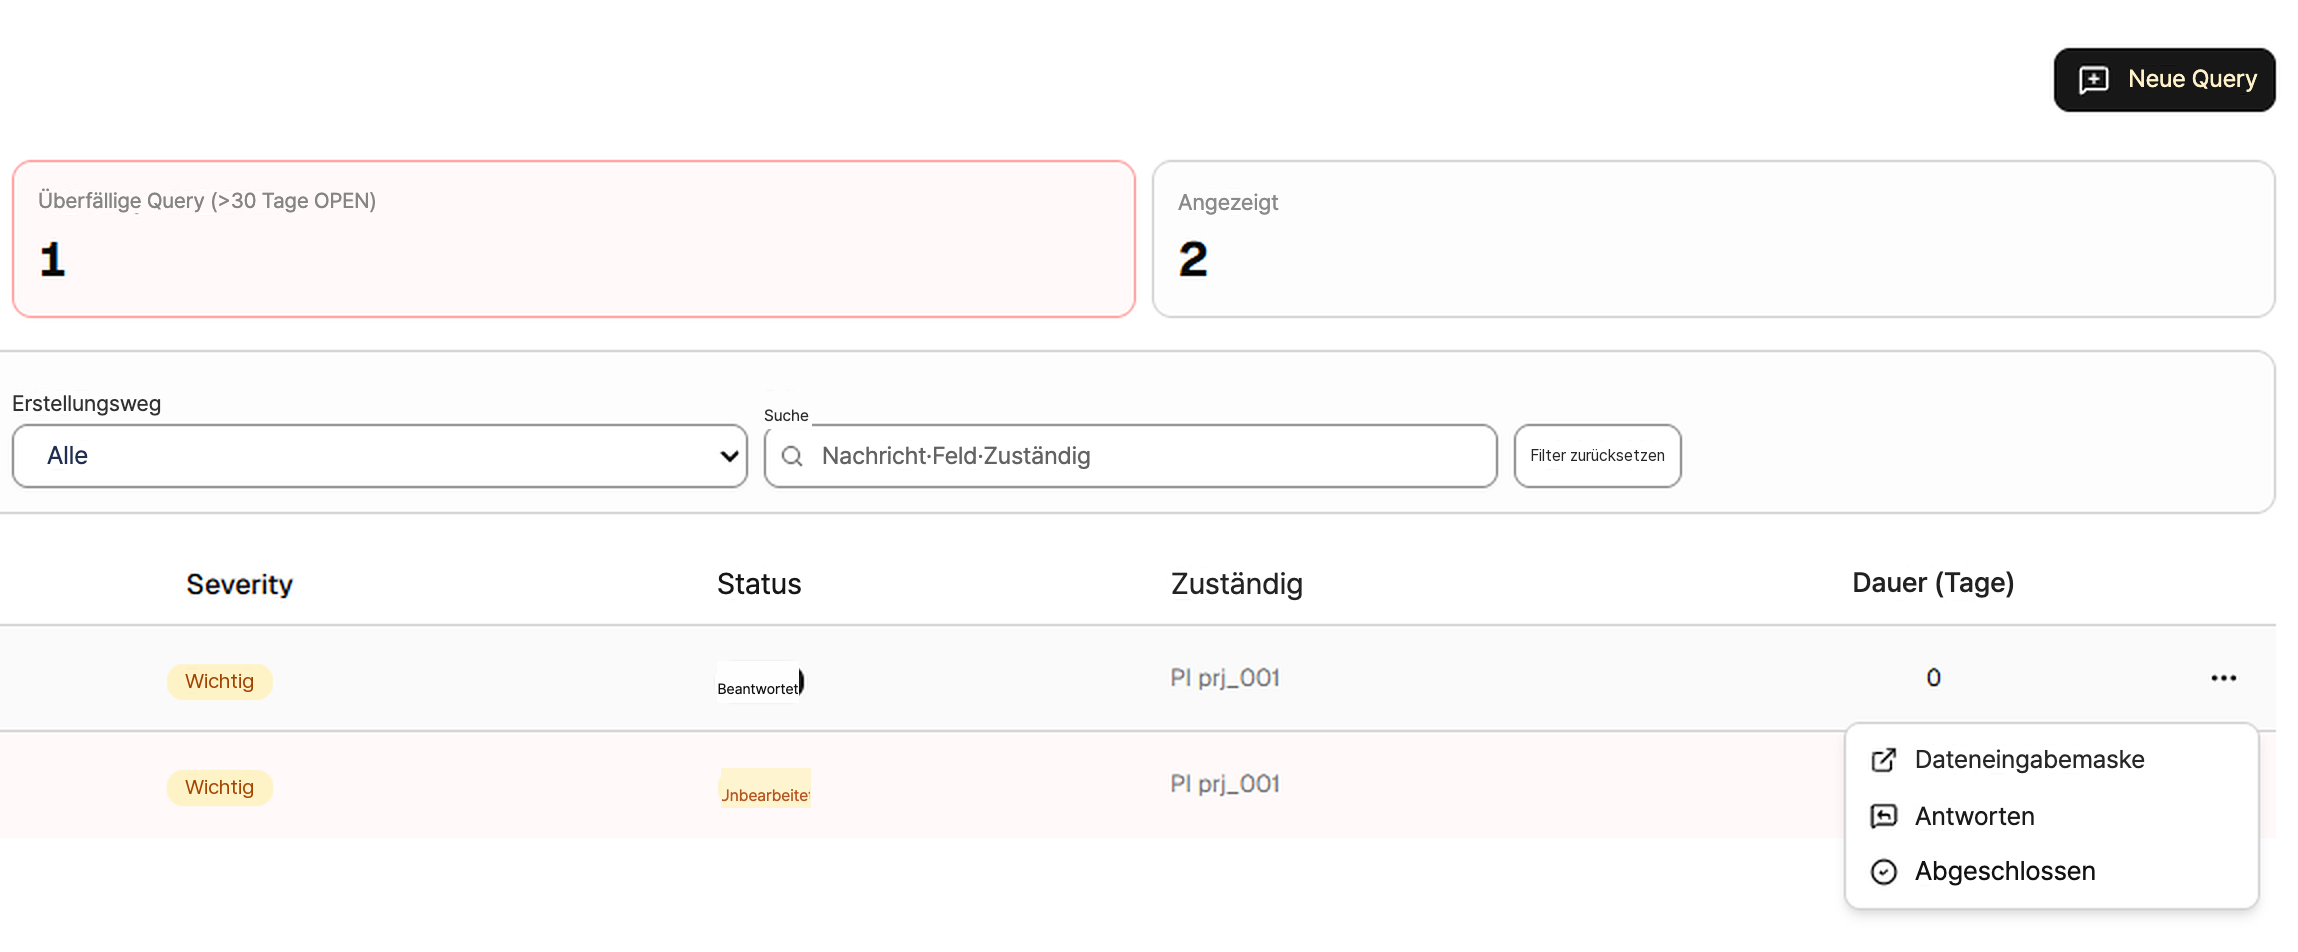 Neue Query
Überfällige Query (>30 Tage OPEN)
1
Angezeigt
2
Erstellungsweg
Alle
Suche
Nachricht·Feld·Zuständig
Filter zurücksetzen
Severity Status Zuständig Dauer (Tage)
Wichtig Beantwortet PI prj_001 0
Wichtig Unbearbeitet PI prj_001
Dateneingabemaske
Antworten
Abgeschlossen